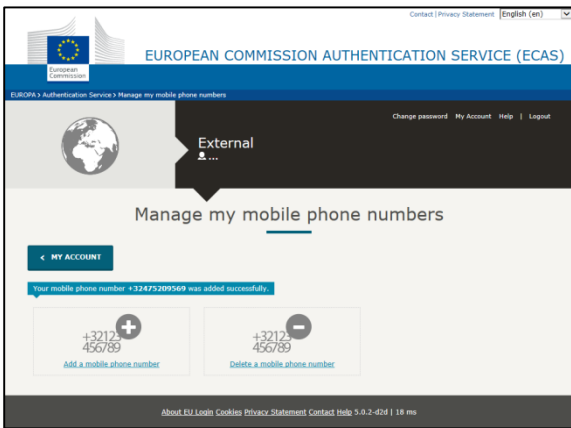 Contact | Privacy Statement English (en)
EUROPEAN COMMISSION AUTHENTICATION SERVICE (ECAS)
European
Commission
EUROPA > Authentication Service > Manage my mobile phone numbers
Change password My Account Help | Logout
External
...
Manage my mobile phone numbers
< MY ACCOUNT
Your mobile phone number +32475209569 was added successfully.
+32123
456789
Add a mobile phone number
+32123
456789
Delete a mobile phone number
About EU Login Cookies Privacy Statement Contact Help 5.0.2-d2d | 18 ms